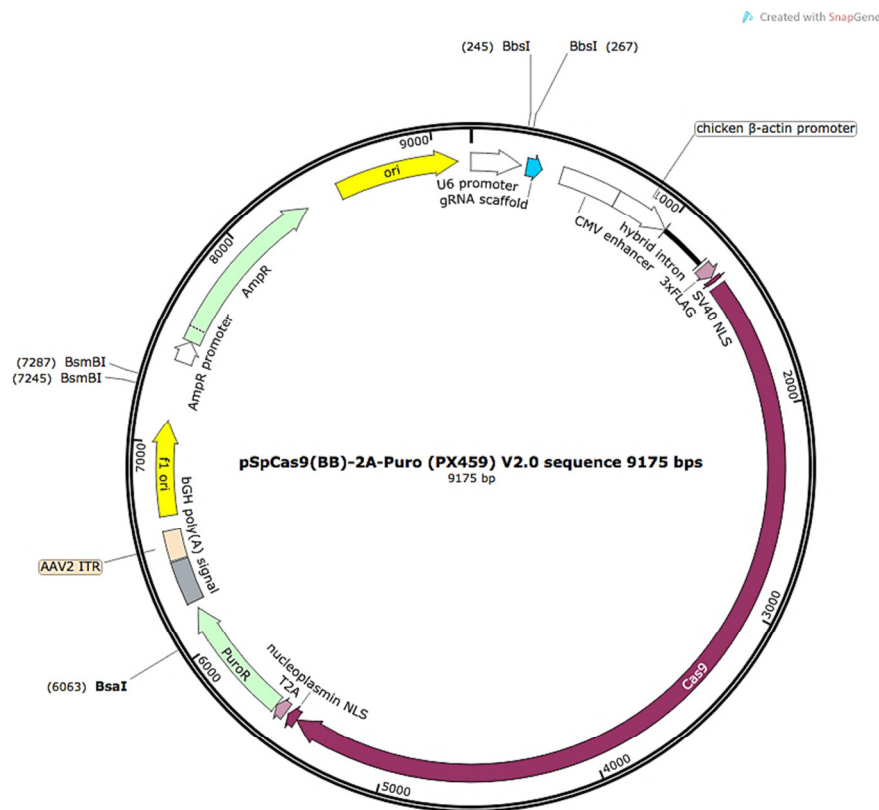 Created with SnapGene
(245) BbsI
BbsI (267)
chicken β-actin promoter
9000
1000
ori
U6 promoter
gRNA scaffold
CMV enhancer
hybrid intron
3xFLAG
SV40 NLS
8000
AmpR
AmpR promoter
2000
(7287) BsmBI
(7245) BsmBI
7000
f1 ori
pSpCas9(BB)-2A-Puro (PX459) V2.0 sequence 9175 bps
9175 bp
bGH poly(A) signal
AAV2 ITR
3000
(6063) BsaI
6000
PuroR
T2A
nucleoplasmin NLS
Cas9
5000
4000